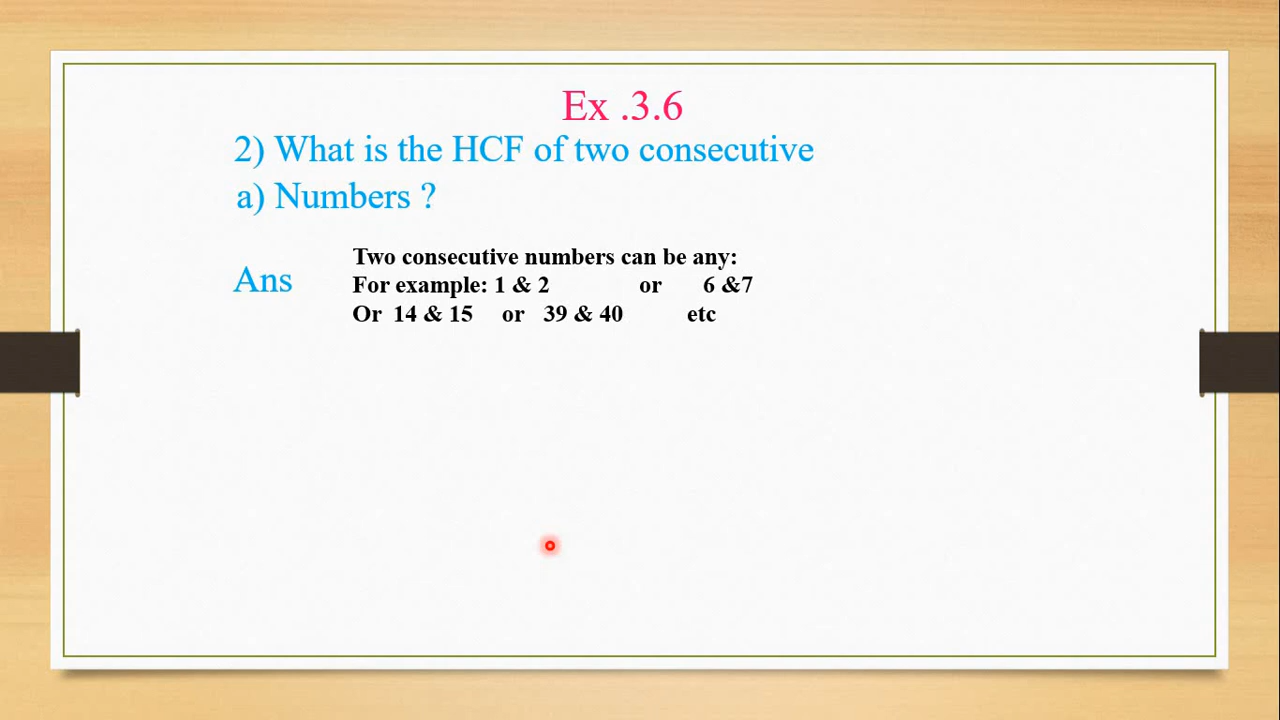 Ex .3.6
2) What is the HCF of two consecutive
a) Numbers ?
Ans
Two consecutive numbers can be any:
For example: 1 & 2 or 6 &7
Or 14 & 15 or 39 & 40 etc